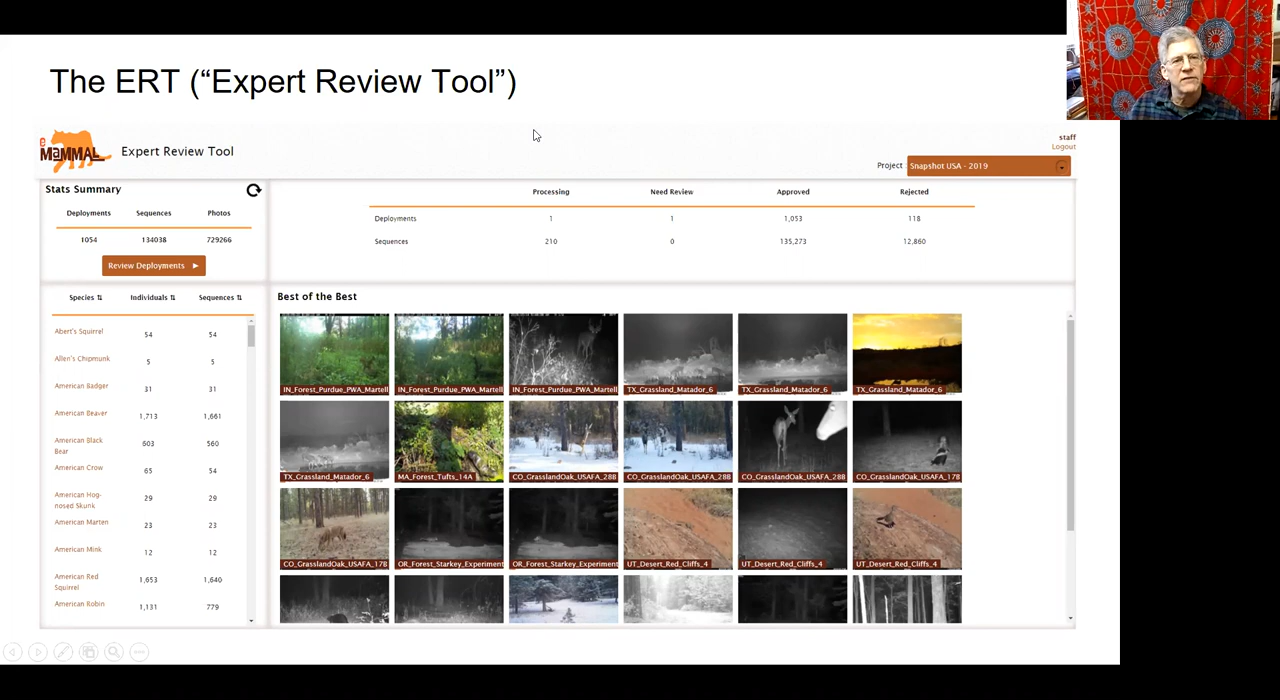 The ERT (“Expert Review Tool”)
e
MaMMAL
Expert Review Tool
staff
Logout
Project
Snapshot USA - 2019
Stats Summary
Deployments Sequences Photos
1054 134038 729266
Review Deployments
Processing Need Review Approved Rejected
Deployments 1 1 1,053 118
Sequences 210 0 135,273 12,860
Species Individuals Sequences
Abert's Squirrel 54 54
Allen's Chipmunk 5 5
American Badger 31 31
American Beaver 1,713 1,661
American Black
Bear 603 560
American Crow 65 54
American Hog-
nosed Skunk 29 29
American Marten 23 23
American Mink 12 12
American Red
Squirrel 1,653 1,640
American Robin 1,131 779
Best of the Best
IN_Forest_Purdue_PWA_Martell IN_Forest_Purdue_PWA_Martell IN_Forest_Purdue_PWA_Martell TX_Grassland_Matador_6 TX_Grassland_Matador_6 TX_Grassland_Matador_6
TX_Grassland_Matador_6 MA_Forest_Tufts_14A CO_GrasslandOak_USAFA_28B CO_GrasslandOak_USAFA_28B CO_GrasslandOak_USAFA_28B CO_GrasslandOak_USAFA_17B
CO_GrasslandOak_USAFA_17B OR_Forest_Starkey_Experiment OR_Forest_Starkey_Experiment UT_Desert_Red_Cliffs_4 UT_Desert_Red_Cliffs_4 UT_Desert_Red_Cliffs_4